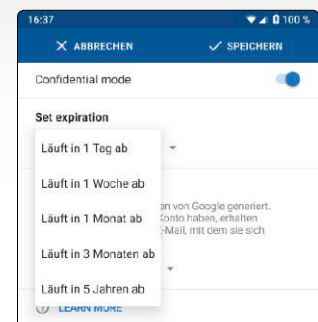 16:37 100 %
ABBRECHEN SPEICHERN
Confidential mode
Set expiration
Läuft in 1 Tag ab
Läuft in 1 Woche ab
en von Google generiert.
Läuft in 1 Monat ab Konto haben, erhalten
E-Mail, mit dem sie sich
Läuft in 3 Monaten ab
Läuft in 5 Jahren ab
LEARN MORE